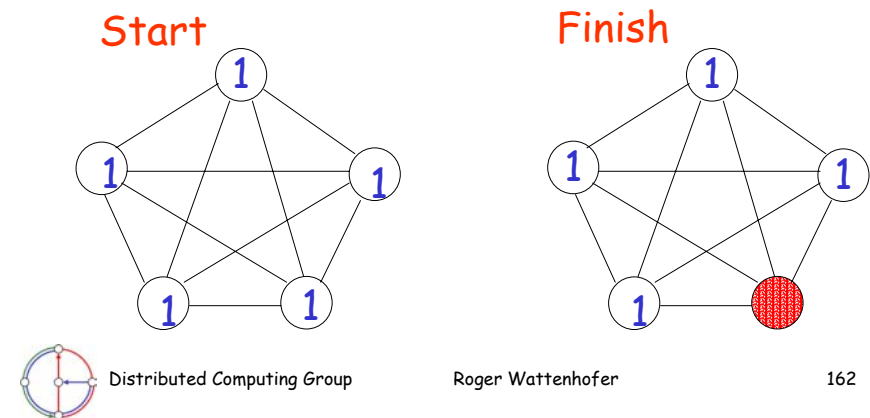 Start Finish
1 1
1 1 1 1
1 1 1
Distributed Computing Group Roger Wattenhofer 162